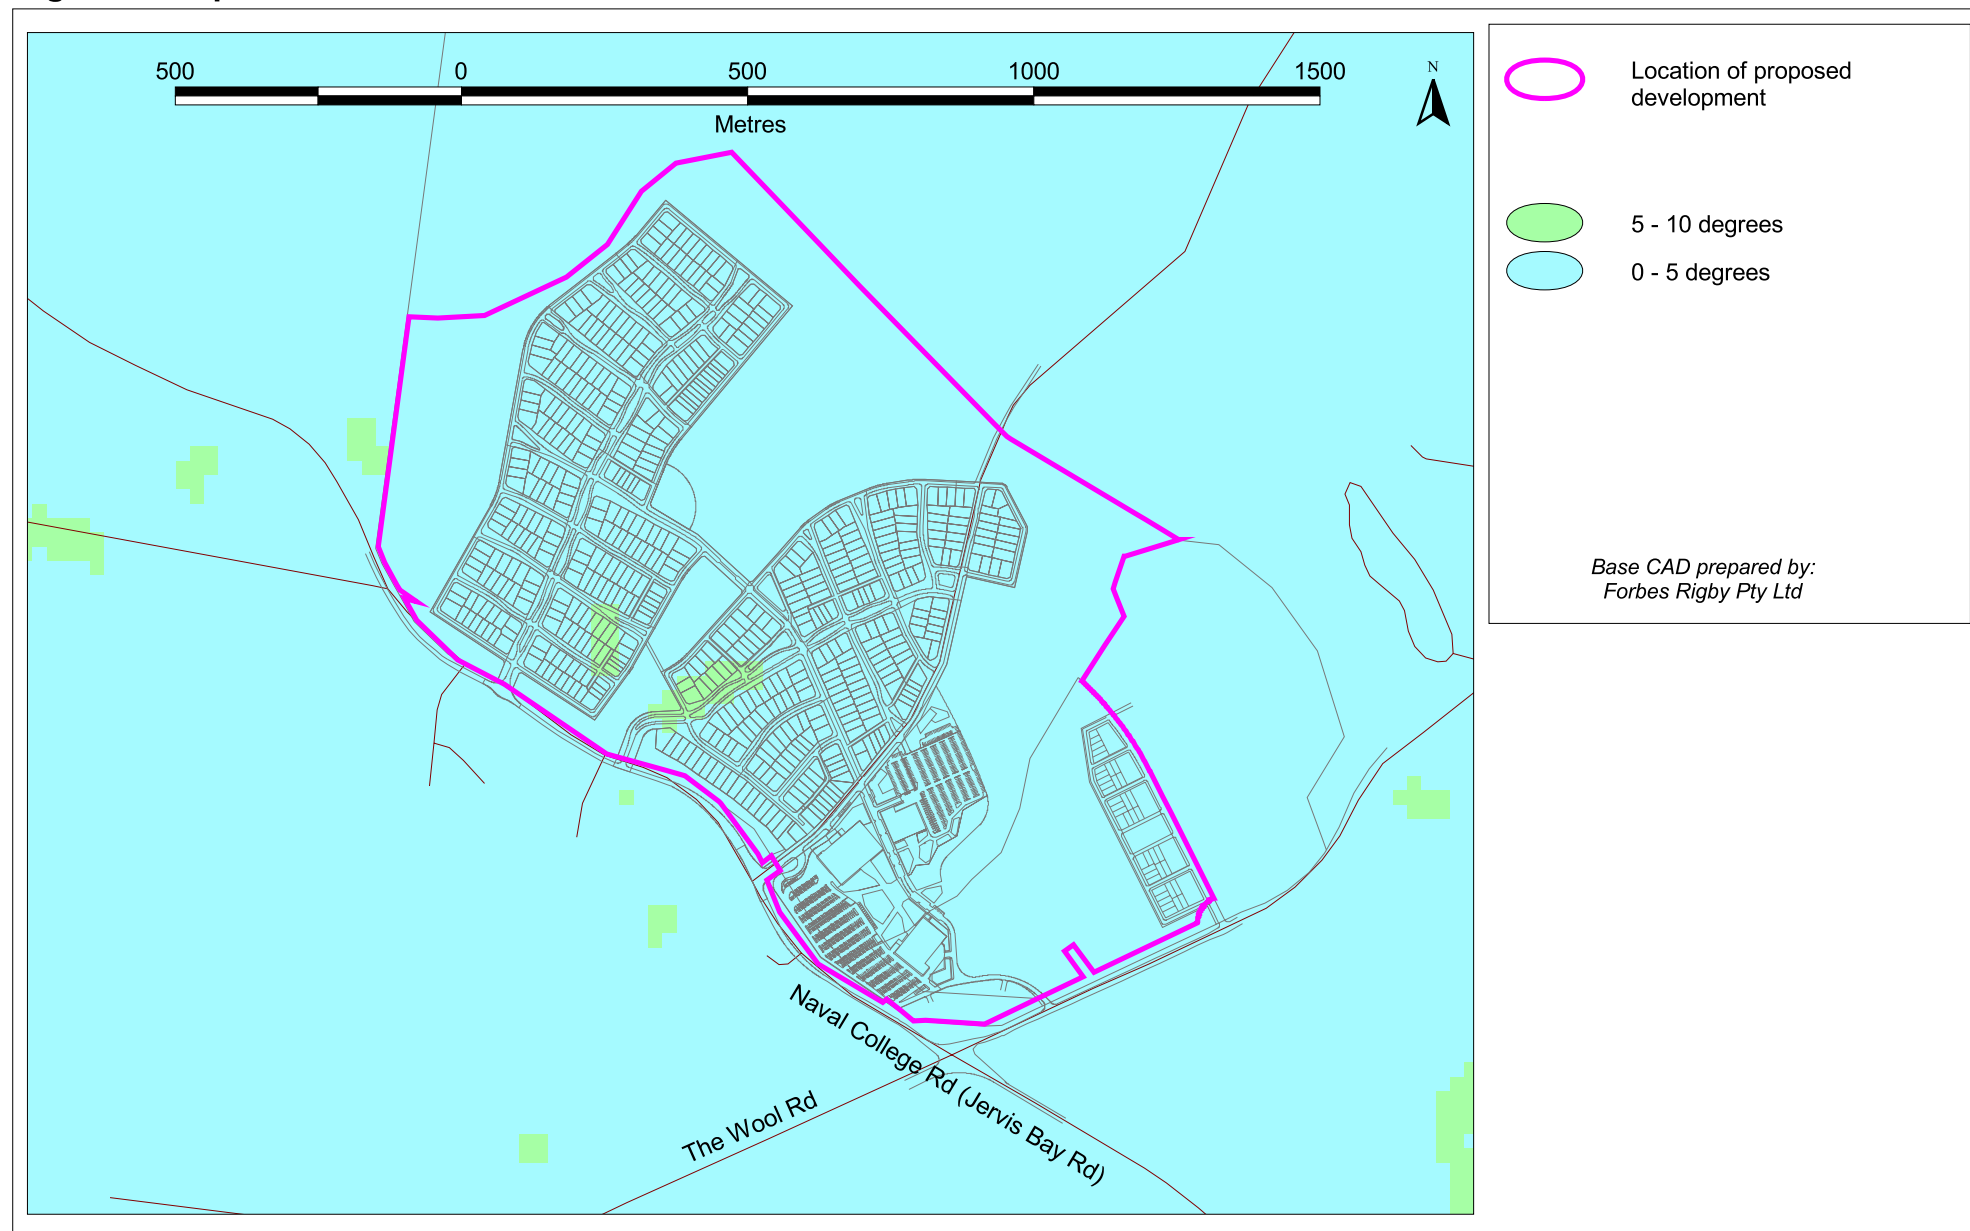 500 0 500 1000 1500
Metres
N
Location of proposed
development
5 - 10 degrees
0 - 5 degrees
Base CAD prepared by:
Forbes Rigby Pty Ltd
Naval College Rd (Jervis Bay Rd)
The Wool Rd